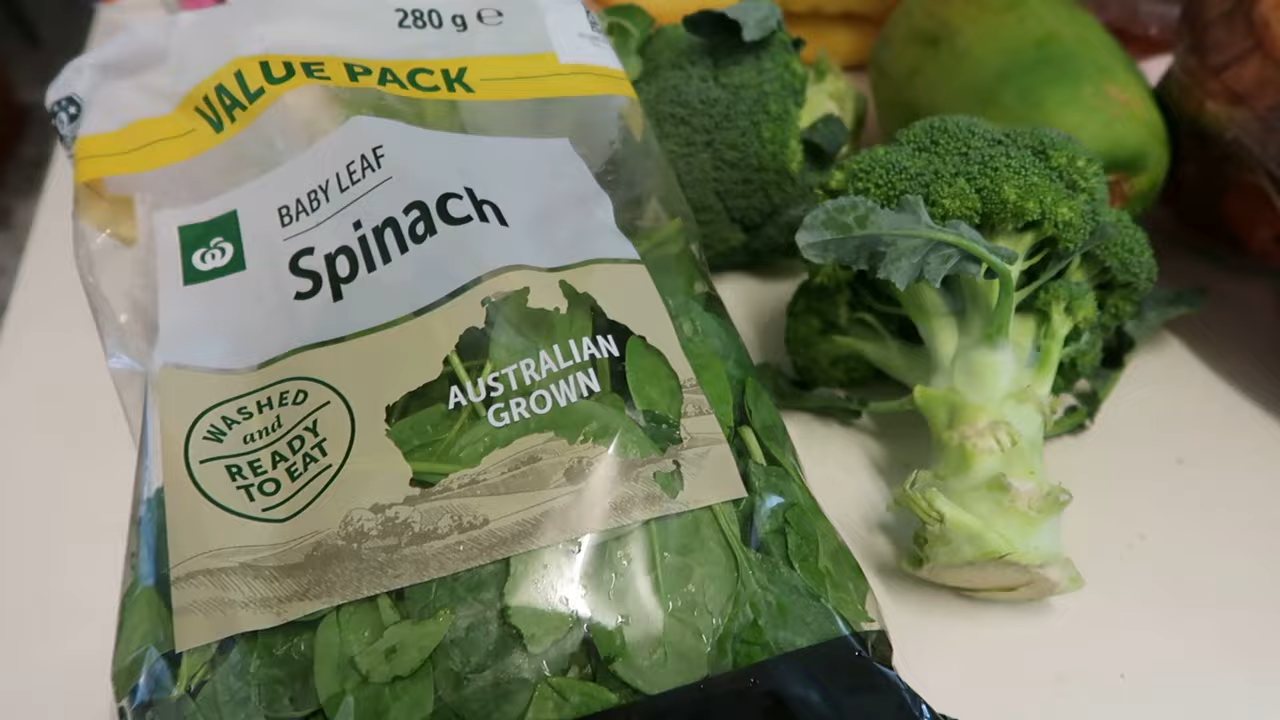 280 g ℮
VALUE PACK
BABY LEAF
Spinach
AUSTRALIAN
GROWN
WASHED
and
READY
TO EAT